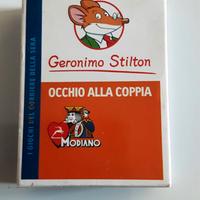 Geronimo Stilton
OCCHIO ALLA COPPIA
MODIANO
I GIOCHI DEL CORRIERE DELLA SERA